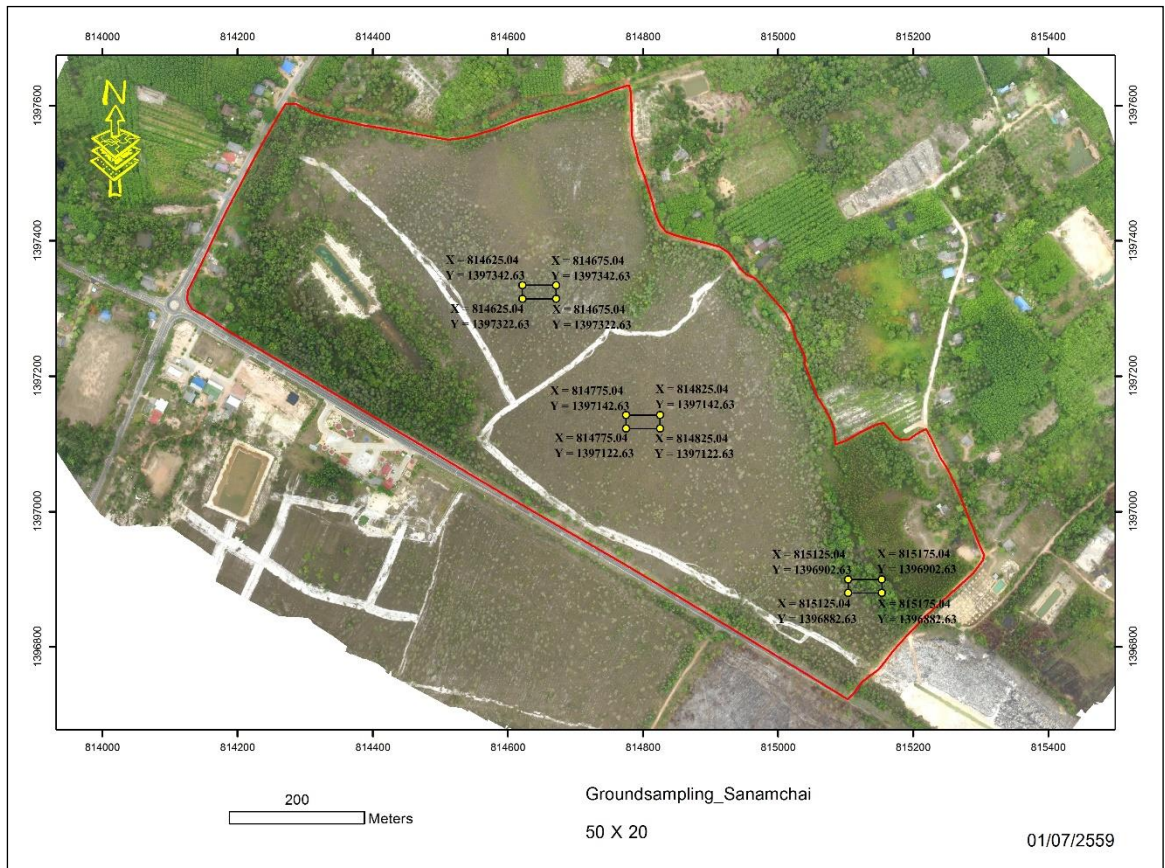 814000 814200 814400 814600 814800 815000 815200 815400
1397600 1397600
N
1397400 1397400
X = 814625.04 X = 814675.04
Y = 1397342.63 Y = 1397342.63
X = 814625.04 X = 814675.04
Y = 1397322.63 Y = 1397322.63
1397200 1397200
X = 814775.04 X = 814825.04
Y = 1397142.63 Y = 1397142.63
X = 814775.04 X = 814825.04
Y = 1397122.63 Y = 1397122.63
1397000 1397000
X = 815125.04 X = 815175.04
Y = 1396902.63 Y = 1396902.63
X = 815125.04 X = 815175.04
Y = 1396882.63 Y = 1396882.63
1396800 1396800
814000 814200 814400 814600 814800 815000 815200 815400
200
Meters
Groundsampling_Sanamchai
50 X 20
01/07/2559